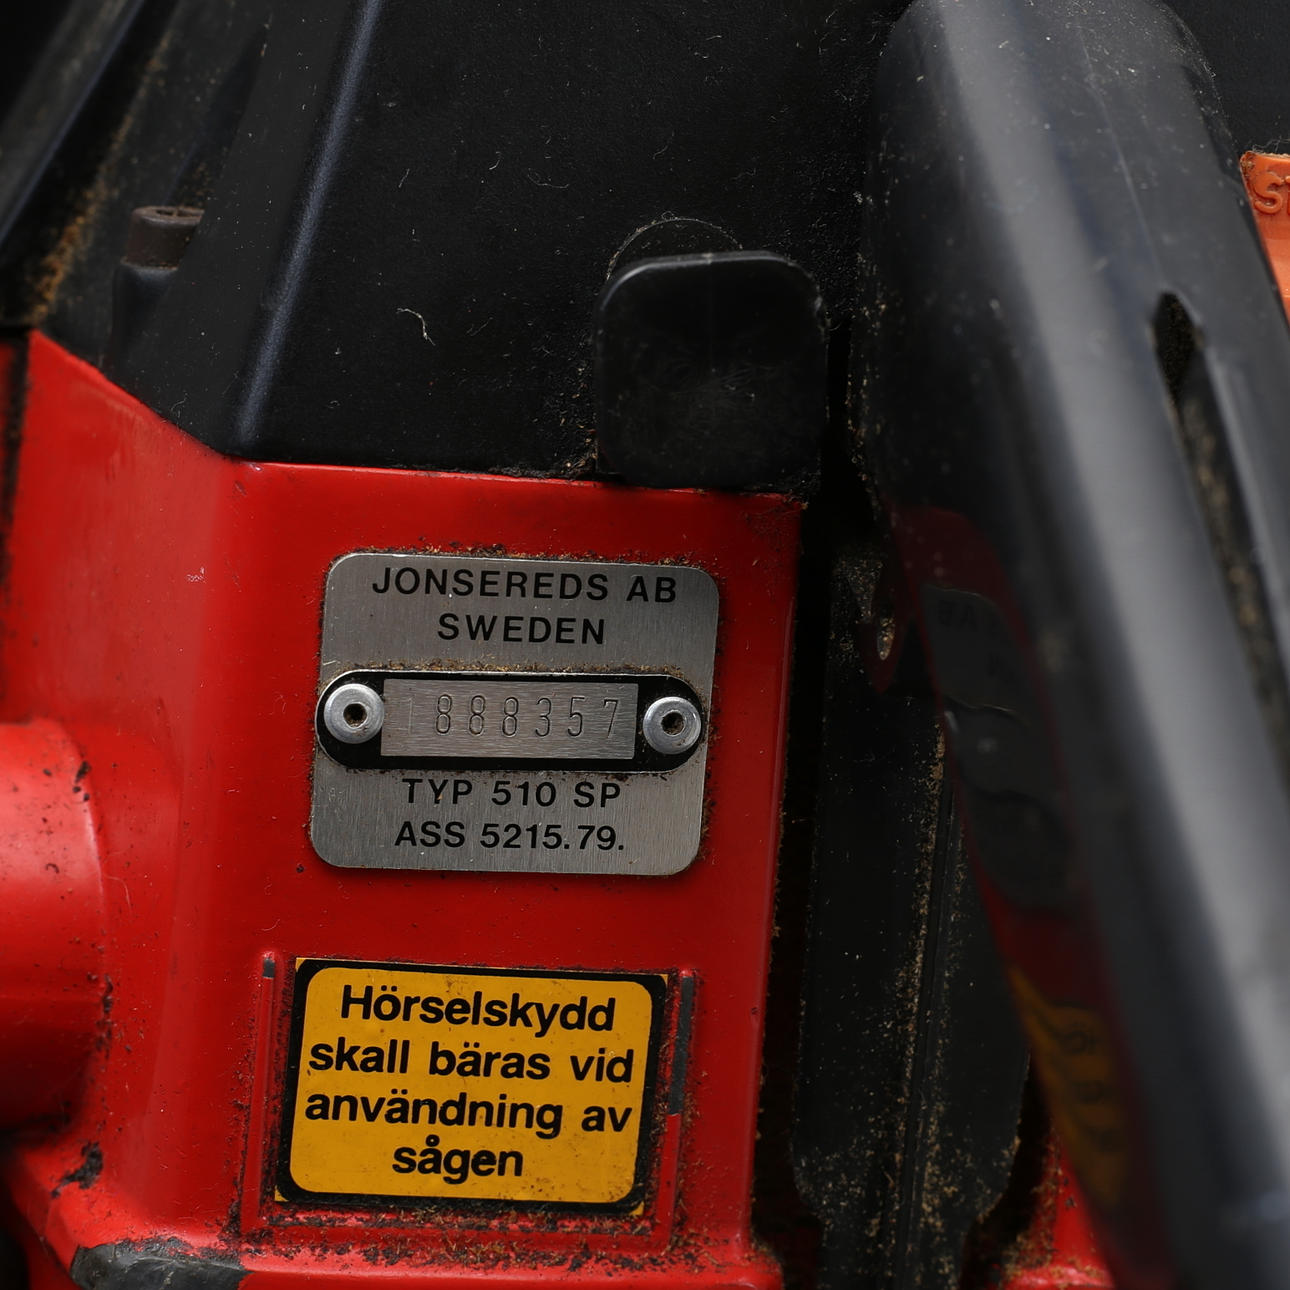 JONSEREDS AB
SWEDEN
1888357
TYP 510 SP
ASS 5215.79.
Hörselskydd
skall bäras vid
användning av
sågen